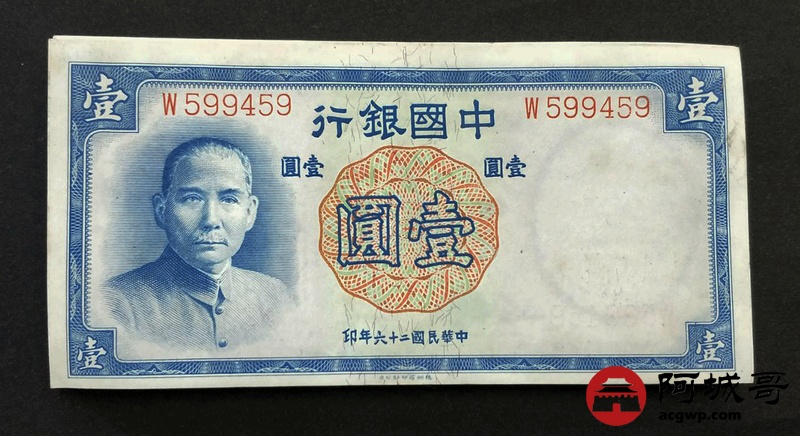 壹 壹
W599459 W599459
中國銀行
壹圓 壹圓
壹圓
中華民國二十六年印
壹 壹
阿城哥
acgwp.com